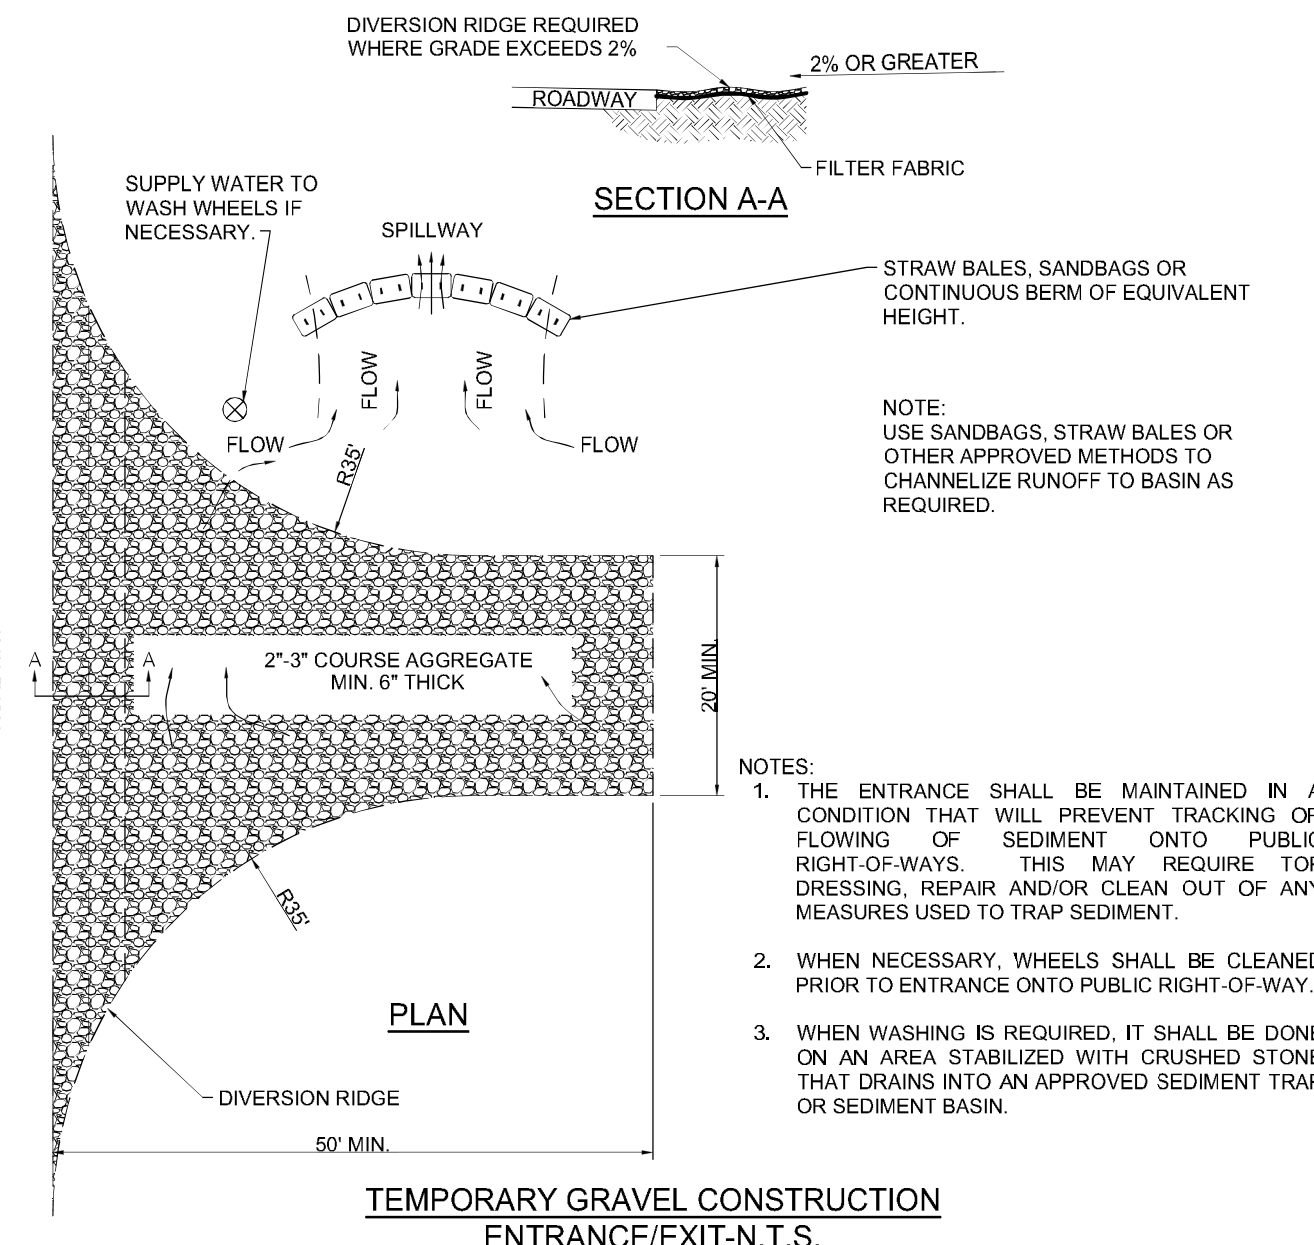 DIVERSION RIDGE REQUIRED
WHERE GRADE EXCEEDS 2%
2% OR GREATER
ROADWAY
FILTER FABRIC
SECTION A-A
SUPPLY WATER TO
WASH WHEELS IF
NECESSARY.
SPILLWAY
STRAW BALES, SANDBAGS OR
CONTINUOUS BERM OF EQUIVALENT
HEIGHT.
FLOW
FLOW
FLOW
FLOW
R35'
NOTE:
USE SANDBAGS, STRAW BALES OR
OTHER APPROVED METHODS TO
CHANNELIZE RUNOFF TO BASIN AS
REQUIRED.
A
A
2"-3" COURSE AGGREGATE
MIN. 6" THICK
20' MIN.
R35'
PLAN
DIVERSION RIDGE
50' MIN.
NOTES:
1. THE ENTRANCE SHALL BE MAINTAINED IN A
CONDITION THAT WILL PREVENT TRACKING OR
FLOWING OF SEDIMENT ONTO PUBLIC
RIGHT-OF-WAYS. THIS MAY REQUIRE TOP
DRESSING, REPAIR AND/OR CLEAN OUT OF ANY
MEASURES USED TO TRAP SEDIMENT.
2. WHEN NECESSARY, WHEELS SHALL BE CLEANED
PRIOR TO ENTRANCE ONTO PUBLIC RIGHT-OF-WAY.
3. WHEN WASHING IS REQUIRED, IT SHALL BE DONE
ON AN AREA STABILIZED WITH CRUSHED STONE
THAT DRAINS INTO AN APPROVED SEDIMENT TRAP
OR SEDIMENT BASIN.
TEMPORARY GRAVEL CONSTRUCTION
ENTRANCE/EXIT-N.T.S.